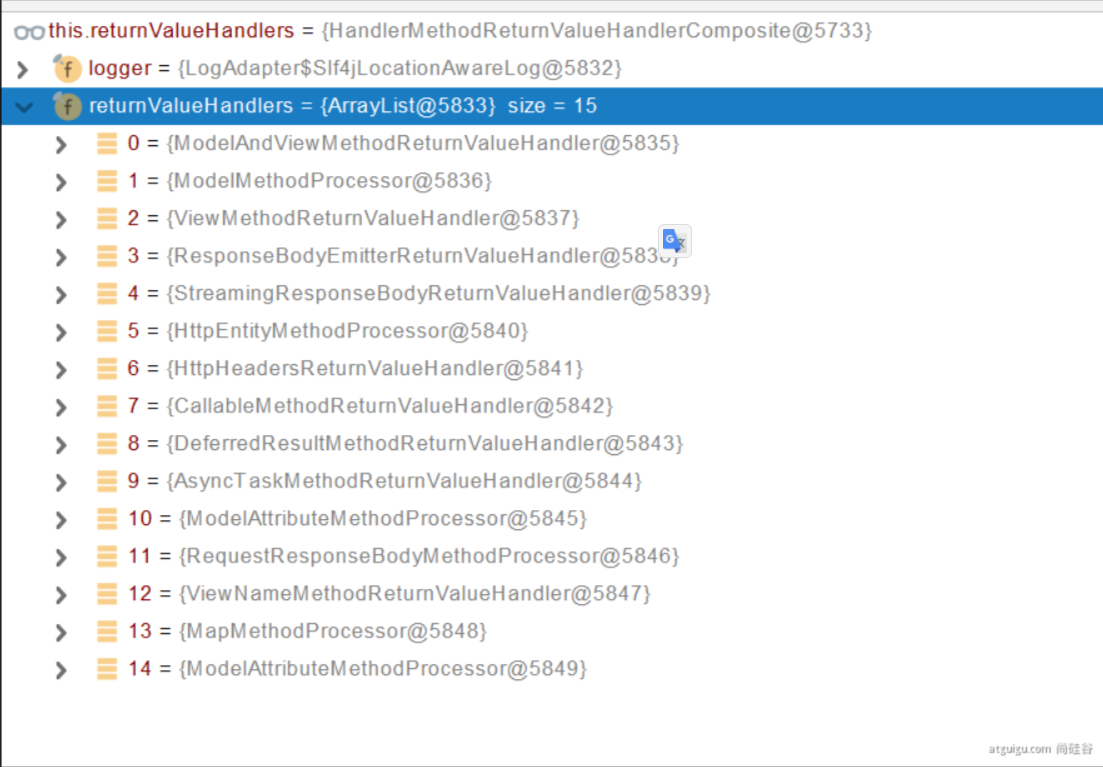 this.returnValueHandlers = {HandlerMethodReturnValueHandlerComposite@5733}
logger = {LogAdapter$Slf4jLocationAwareLog@5832}
returnValueHandlers = {ArrayList@5833} size = 15
0 = {ModelAndViewMethodReturnValueHandler@5835}
1 = {ModelMethodProcessor@5836}
2 = {ViewMethodReturnValueHandler@5837}
3 = {ResponseBodyEmitterReturnValueHandler@5838}
4 = {StreamingResponseBodyReturnValueHandler@5839}
5 = {HttpEntityMethodProcessor@5840}
6 = {HttpHeadersReturnValueHandler@5841}
7 = {CallableMethodReturnValueHandler@5842}
8 = {DeferredResultMethodReturnValueHandler@5843}
9 = {AsyncTaskMethodReturnValueHandler@5844}
10 = {ModelAttributeMethodProcessor@5845}
11 = {RequestResponseBodyMethodProcessor@5846}
12 = {ViewNameMethodReturnValueHandler@5847}
13 = {MapMethodProcessor@5848}
14 = {ModelAttributeMethodProcessor@5849}
atguigu.com 尚硅谷